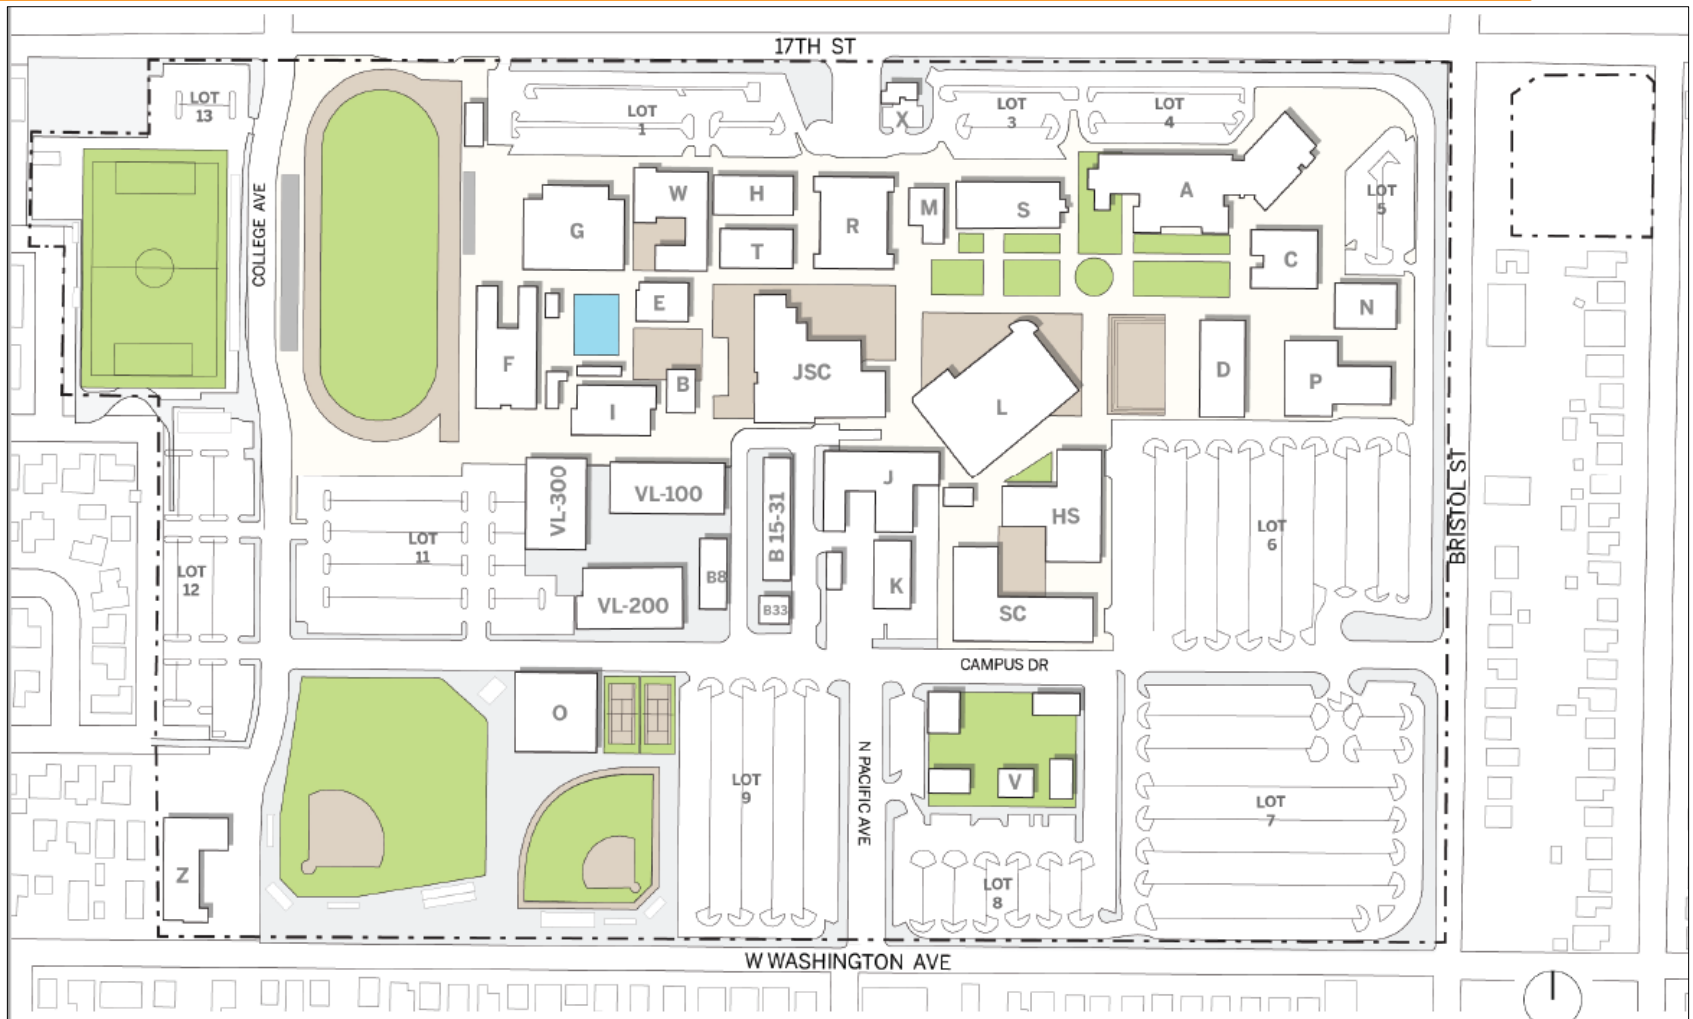 17TH ST
LOT
13
LOT
1
X
LOT
3
LOT
4
COLLEGE AVE
G
W
H
T
R
M
S
A
LOT
5
C
N
E
F
B
I
JSC
L
D
P
BRISTOL ST
VL-300
VL-100
B 15-31
J
HS
LOT
6
LOT
11
LOT
12
VL-200
B8
B33
K
SC
CAMPUS DR
O
LOT
9
N PACIFIC AVE
V
LOT
7
LOT
8
Z
W WASHINGTON AVE